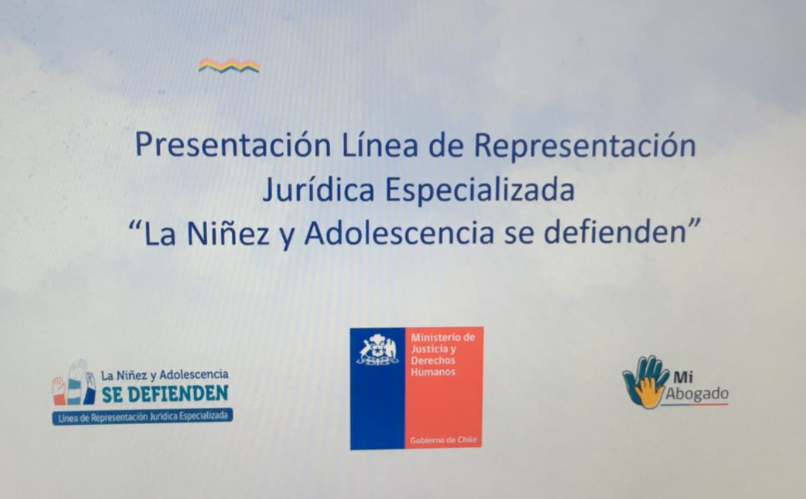 Presentación Línea de Representación
Jurídica Especializada
“La Niñez y Adolescencia se defienden”
La Niñez y Adolescencia
SE DEFIENDEN
Línea de Representación Jurídica Especializada
Ministerio de
Justicia y
Derechos
Humanos
Gobierno de Chile
Mi
Abogado